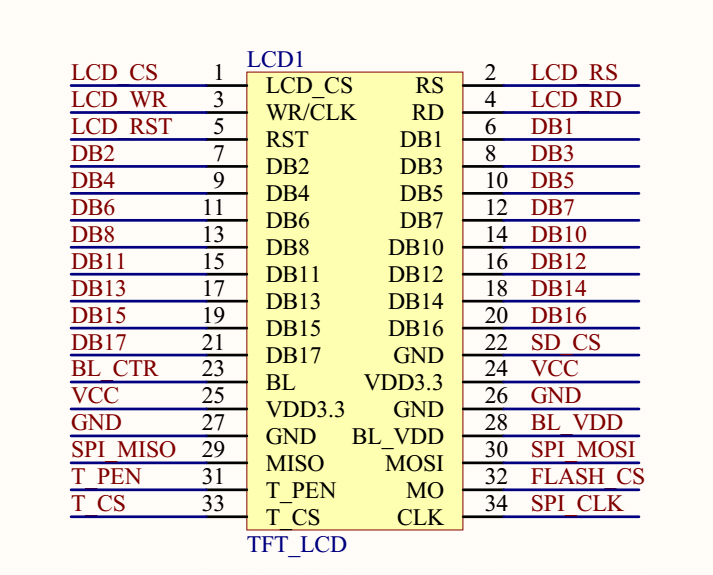 LCD1
LCD_CS 1 LCD_CS RS 2 LCD_RS
LCD_WR 3 WR/CLK RD 4 LCD_RD
LCD_RST 5 RST DB1 6 DB1
DB2 7 DB2 DB3 8 DB3
DB4 9 DB4 DB5 10 DB5
DB6 11 DB6 DB7 12 DB7
DB8 13 DB8 DB10 14 DB10
DB11 15 DB11 DB12 16 DB12
DB13 17 DB13 DB14 18 DB14
DB15 19 DB15 DB16 20 DB16
DB17 21 DB17 GND 22 SD_CS
BL_CTR 23 BL VDD3.3 24 VCC
VCC 25 VDD3.3 GND 26 GND
GND 27 GND BL_VDD 28 BL_VDD
SPI_MISO 29 MISO MOSI 30 SPI_MOSI
T_PEN 31 T_PEN MO 32 FLASH_CS
T_CS 33 T_CS CLK 34 SPI_CLK
TFT_LCD